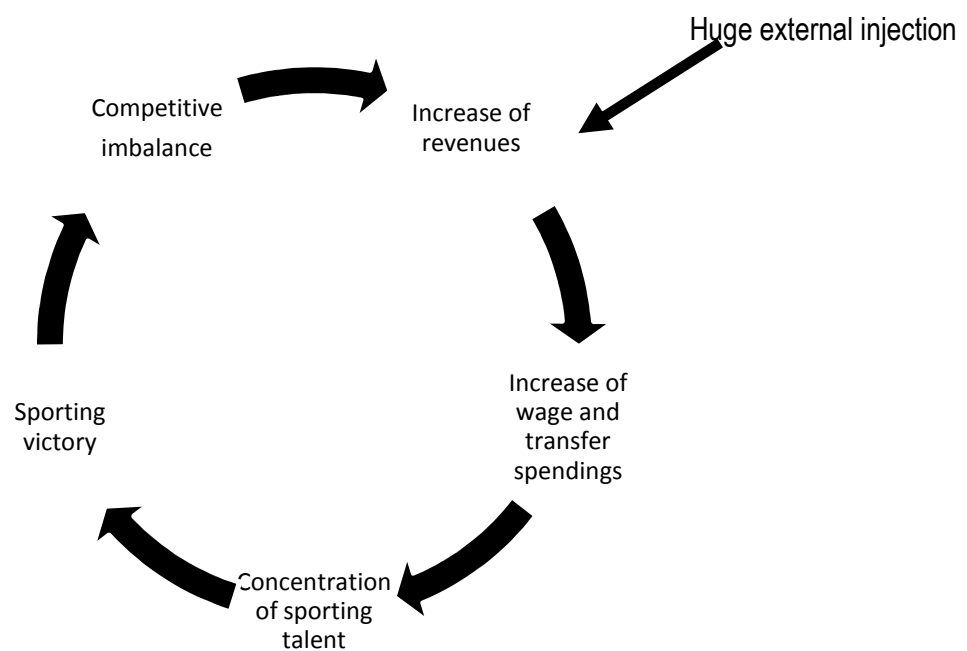 Huge external injection
Competitive
imbalance
Increase of
revenues
Increase of
wage and
transfer
spendings
Concentration
of sporting
talent
Sporting
victory